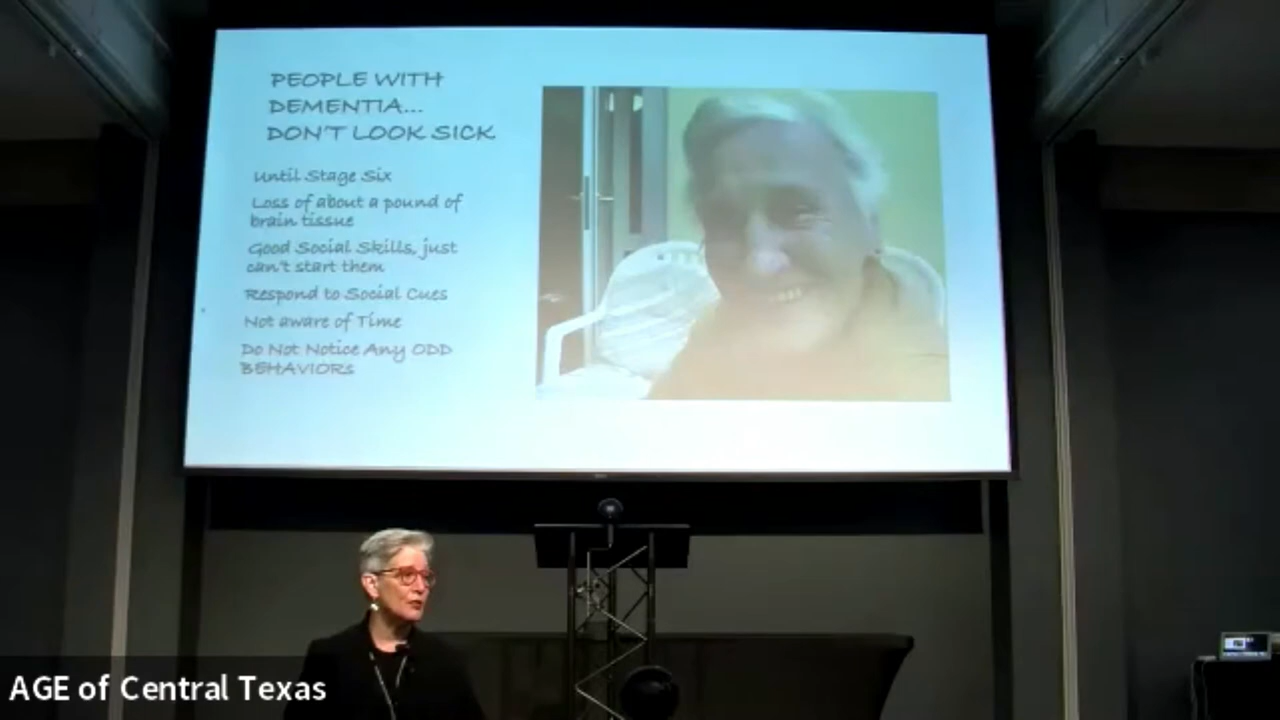 PEOPLE WITH
DEMENTIA...
DON'T LOOK SICK
Until Stage Six
Loss of about a pound of
brain tissue
Good Social Skills, just
can't start them
Respond to Social Cues
Not aware of Time
Do Not Notice Any ODD
BEHAVIORs
AGE of Central Texas